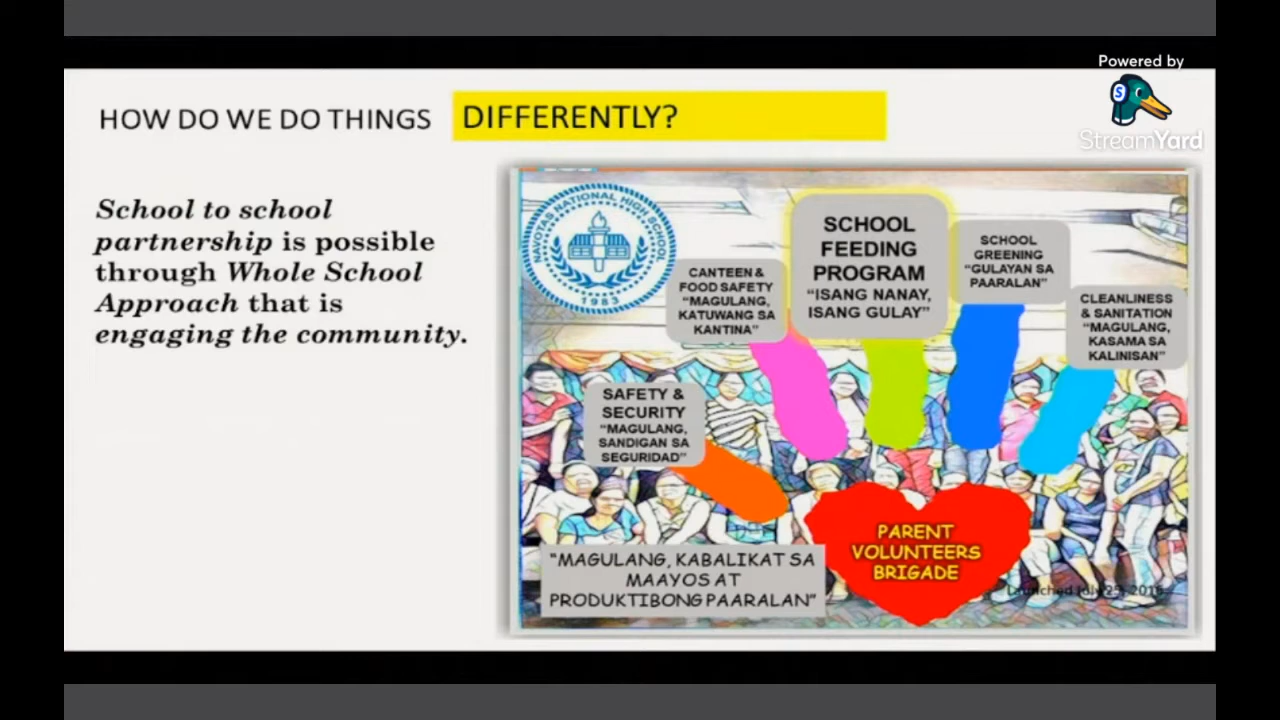 Powered by
StreamYard
HOW DO WE DO THINGS DIFFERENTLY?
School to school
partnership is possible
through Whole School
Approach that is
engaging the community.
NAVOTAS NATIONAL HIGH SCHOOL
1983
CANTEEN &
FOOD SAFETY
"MAGULANG,
KATUWANG SA
KANTINA"
SCHOOL
FEEDING
PROGRAM
"ISANG NANAY,
ISANG GULAY"
SCHOOL
GREENING
"GULAYAN SA
PAARALAN"
CLEANLINESS
& SANITATION
"MAGULANG,
KASAMA SA
KALINISAN"
SAFETY &
SECURITY
"MAGULANG,
SANDIGAN SA
SEGURIDAD"
PARENT
VOLUNTEERS
BRIGADE
"MAGULANG, KABALIKAT SA
MAAYOS AT
PRODUKTIBONG PAARALAN"
Launched July 25,